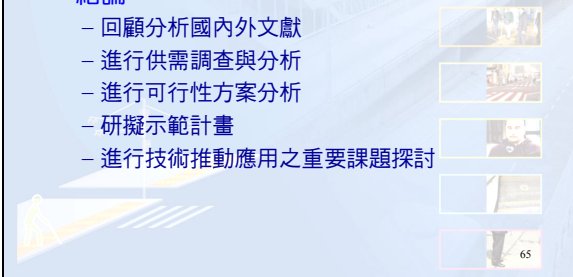 結論
– 回顧分析國內外文獻
– 進行供需調查與分析
– 進行可行性方案分析
– 研擬示範計畫
– 進行技術推動應用之重要課題探討
65